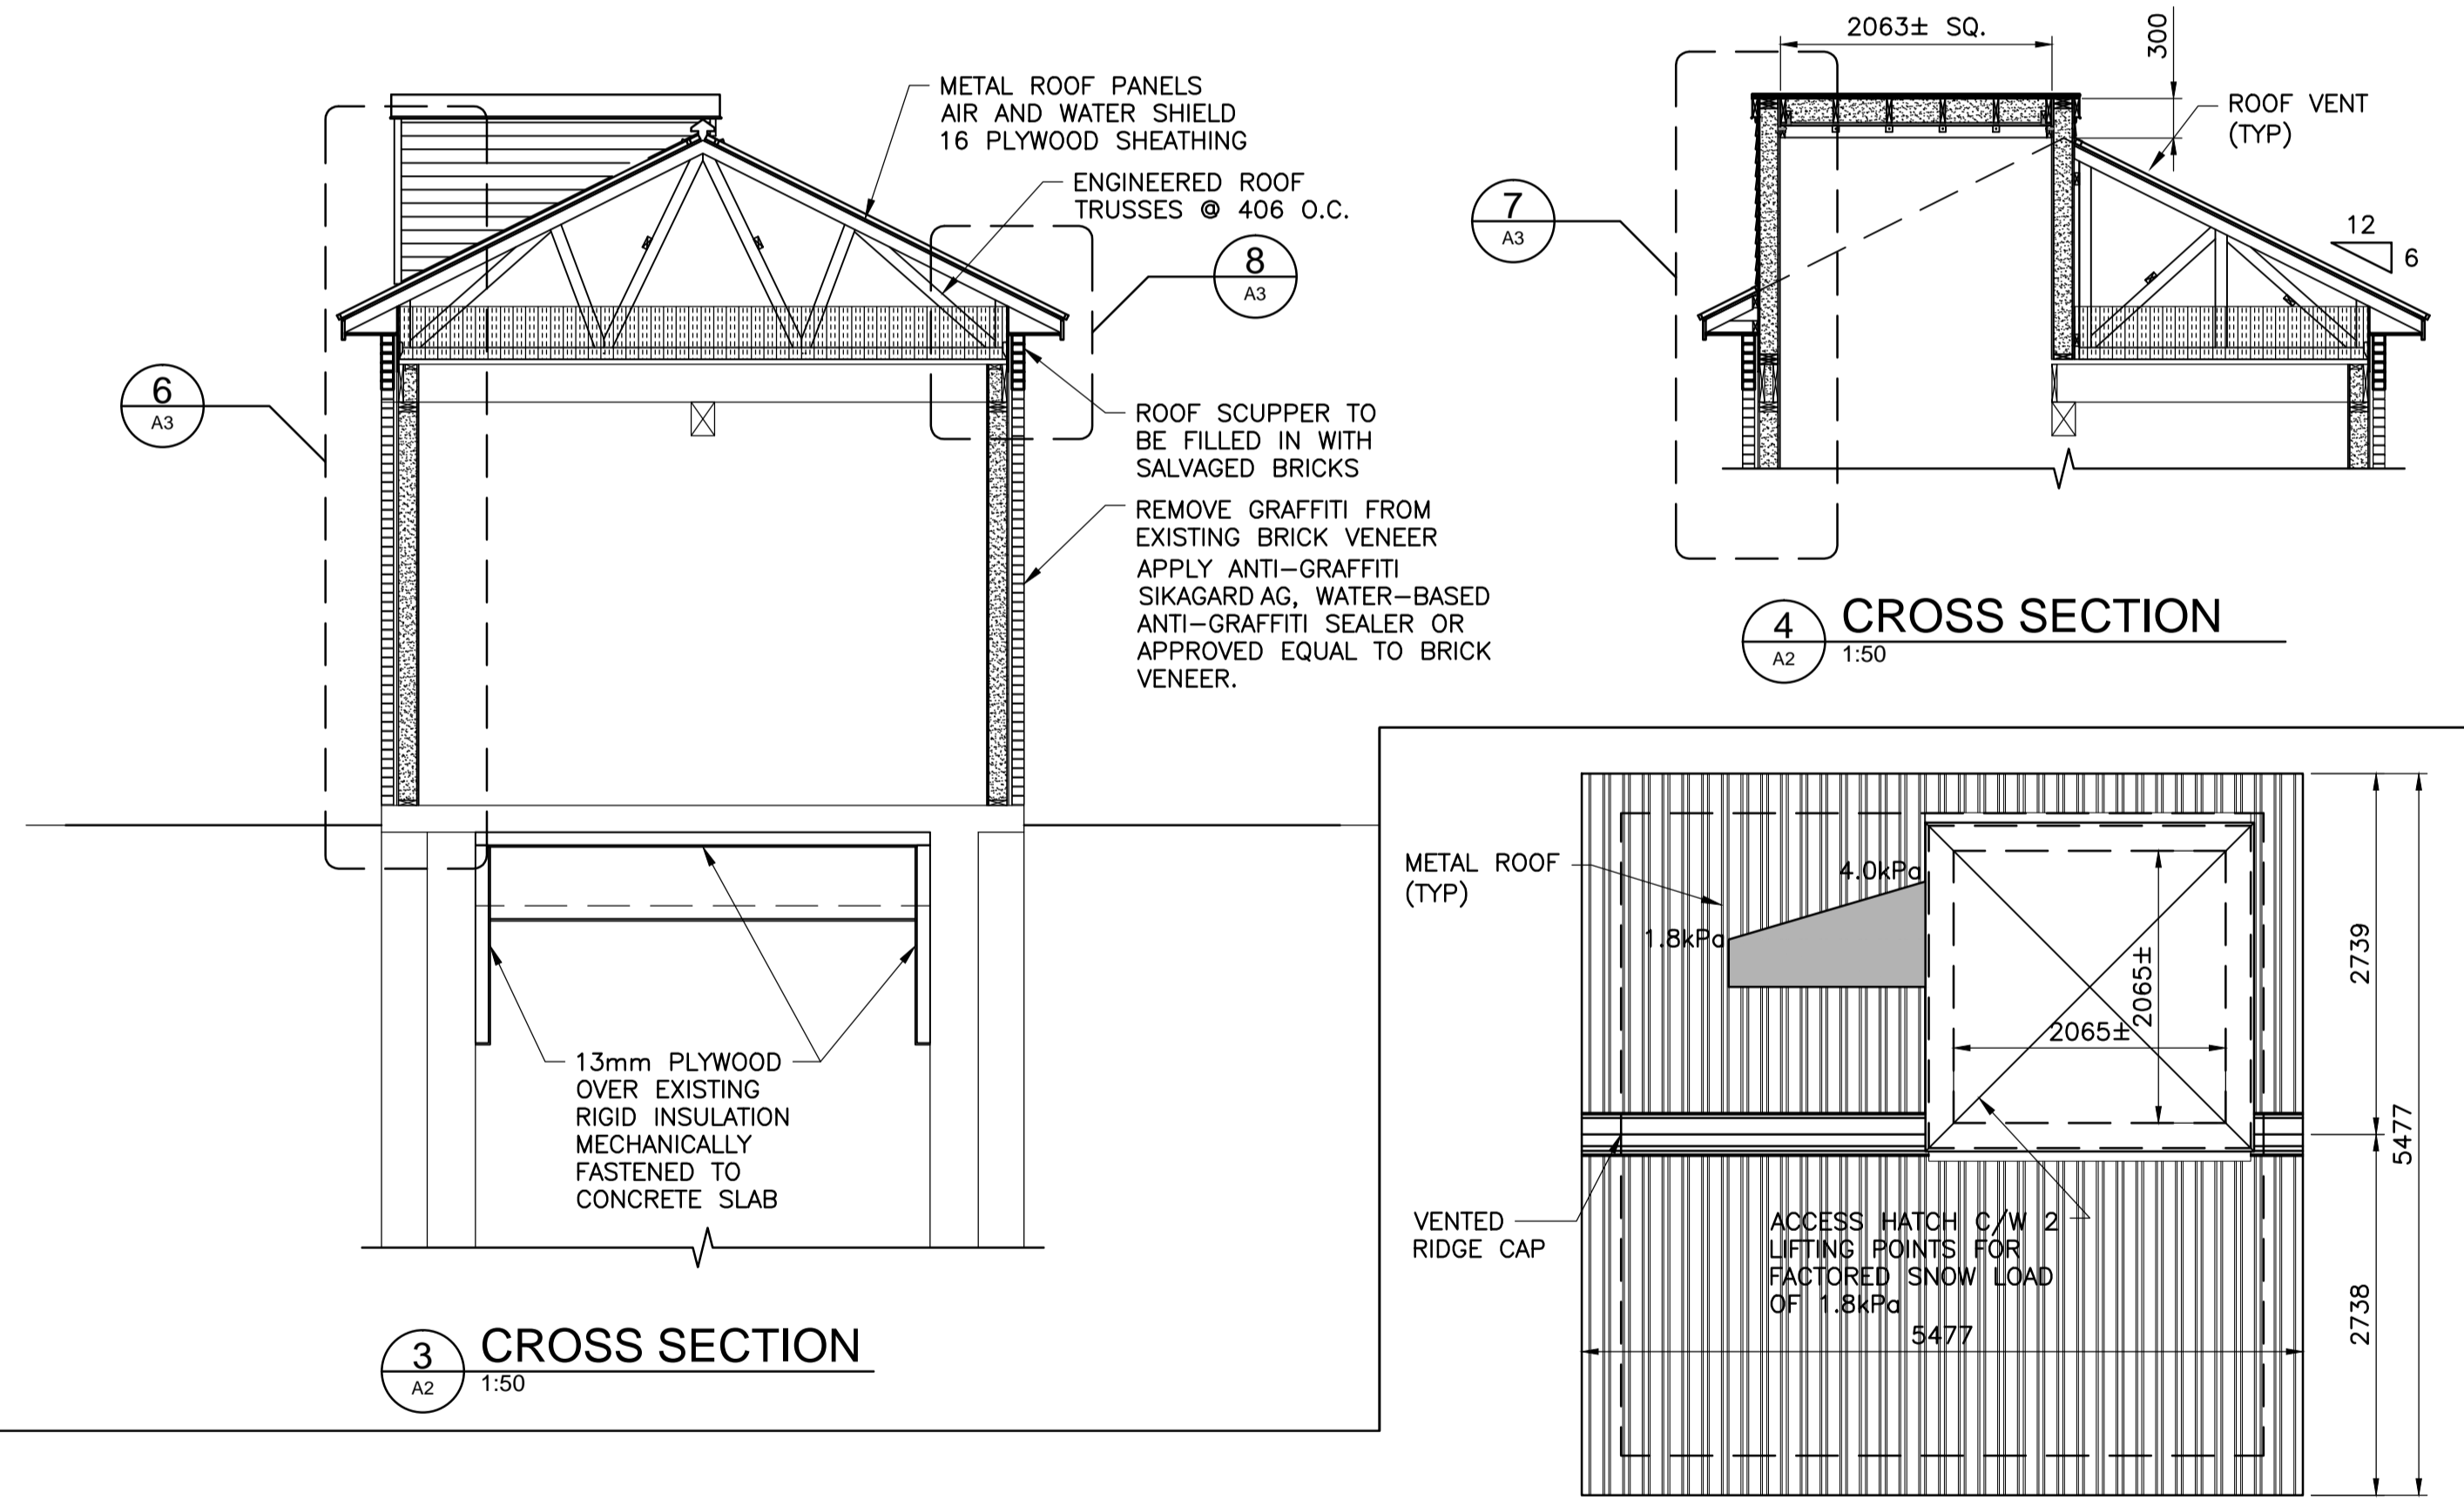 METAL ROOF PANELS
AIR AND WATER SHIELD
16 PLYWOOD SHEATHING
ENGINEERED ROOF
TRUSSES @ 406 O.C.
8
A3
6
A3
ROOF SCUPPER TO
BE FILLED IN WITH
SALVAGED BRICKS
REMOVE GRAFFITI FROM
EXISTING BRICK VENEER
APPLY ANTI-GRAFFITI
SIKAGARD AG, WATER-BASED
ANTI-GRAFFITI SEALER OR
APPROVED EQUAL TO BRICK
VENEER.
13mm PLYWOOD
OVER EXISTING
RIGID INSULATION
MECHANICALLY
FASTENED TO
CONCRETE SLAB
3
A2
CROSS SECTION
1:50
2063± SQ.
300
ROOF VENT
(TYP)
7
A3
12
6
4
A2
CROSS SECTION
1:50
METAL ROOF
(TYP)
4.0kPa
1.8kPa
2065±
2065±
2739
5477
2738
VENTED
RIDGE CAP
ACCESS HATCH C/W 2
LIFTING POINTS FOR
FACTORED SNOW LOAD
OF 1.8kPa
5477